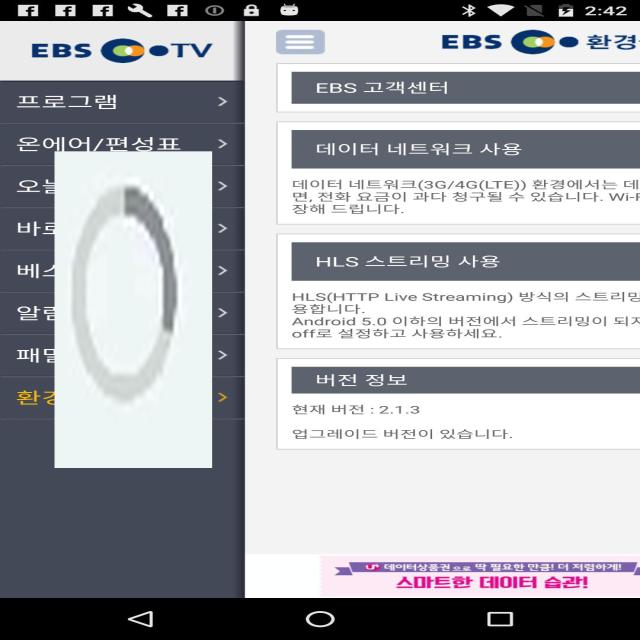 2:42
EBS TV
프로그램
온에어/편성표
오늘
바로
베스
알림
패밀
환경
EBS 환경
EBS 고객센터
데이터 네트워크 사용
데이터 네트워크(3G/4G(LTE)) 환경에서는 데
면, 전화 요금이 과다 청구될 수 있습니다. Wi-F
장해 드립니다.
HLS 스트리밍 사용
HLS(HTTP Live Streaming) 방식의 스트리밍
용합니다.
Android 5.0 이하의 버전에서 스트리밍이 되지
off로 설정하고 사용하세요.
버전 정보
현재 버전 : 2.1.3
업그레이드 버전이 있습니다.
데이터상품권으로 딱 필요한 만큼! 더 저렴하게!
스마트한 데이터 습관!